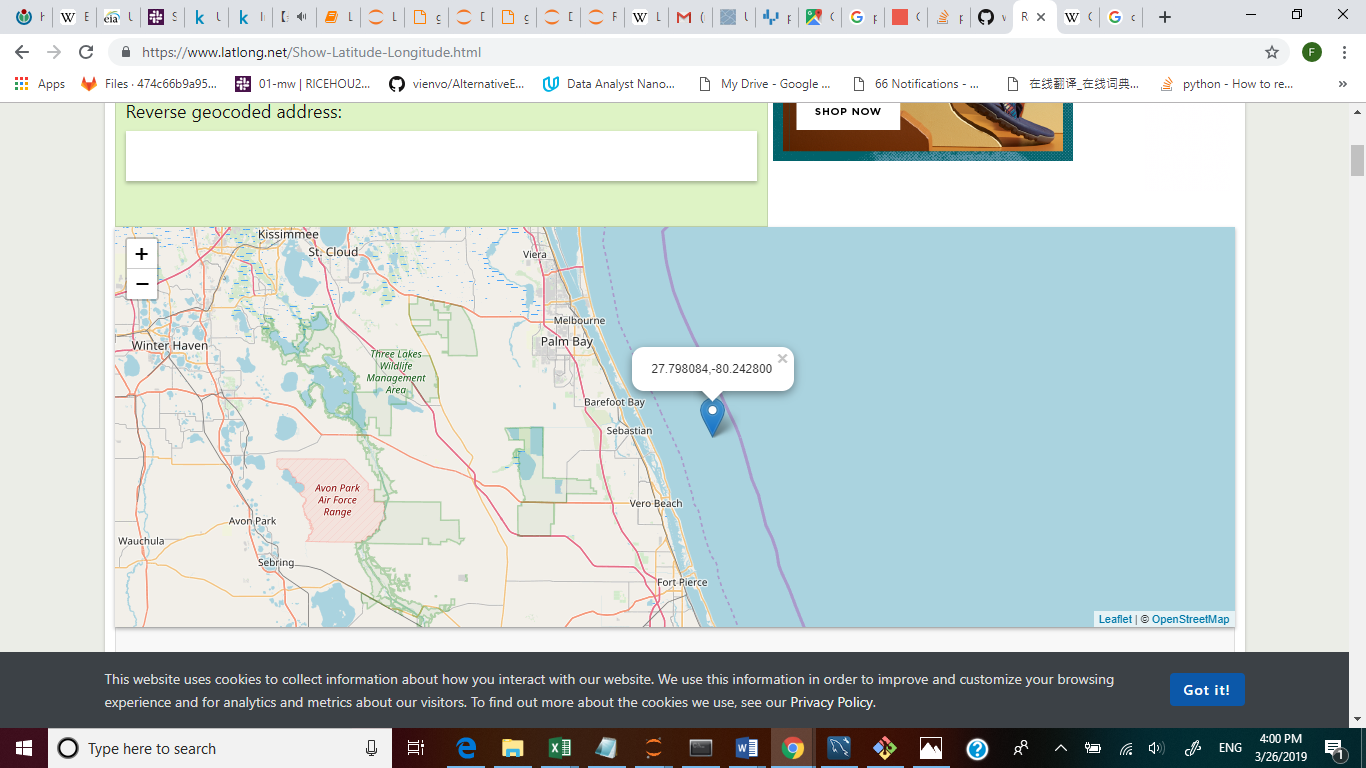 h
W E
eia U
S
k U
k I
L
L
L
g
D
g
D
F
W L
M (
U
p
C
G p
C
p
w
R
W C
G c
https://www.latlong.net/Show-Latitude-Longitude.html
F
Apps
Files · 474c66b9a95...
01-mw | RICEHOU2...
vienvo/AlternativeE...
Data Analyst Nano...
My Drive - Google ...
66 Notifications - ...
在线翻译_在线词典...
python - How to re...
»
Reverse geocoded address:
SHOP NOW
+
−
Kissimmee
St. Cloud
Viera
Melbourne
Palm Bay
Winter Haven
Three Lakes
Wildlife
Management
Area
27.798084,-80.242800
×
Barefoot Bay
Sebastian
Avon Park
Air Force
Range
Vero Beach
Avon Park
Wauchula
Sebring
Fort Pierce
Leaflet | © OpenStreetMap
This website uses cookies to collect information about how you interact with our website. We use this information in order to improve and customize your browsing
experience and for analytics and metrics about our visitors. To find out more about the cookies we use, see our Privacy Policy.
Got it!
Type here to search
ENG
4:00 PM
3/26/2019
1